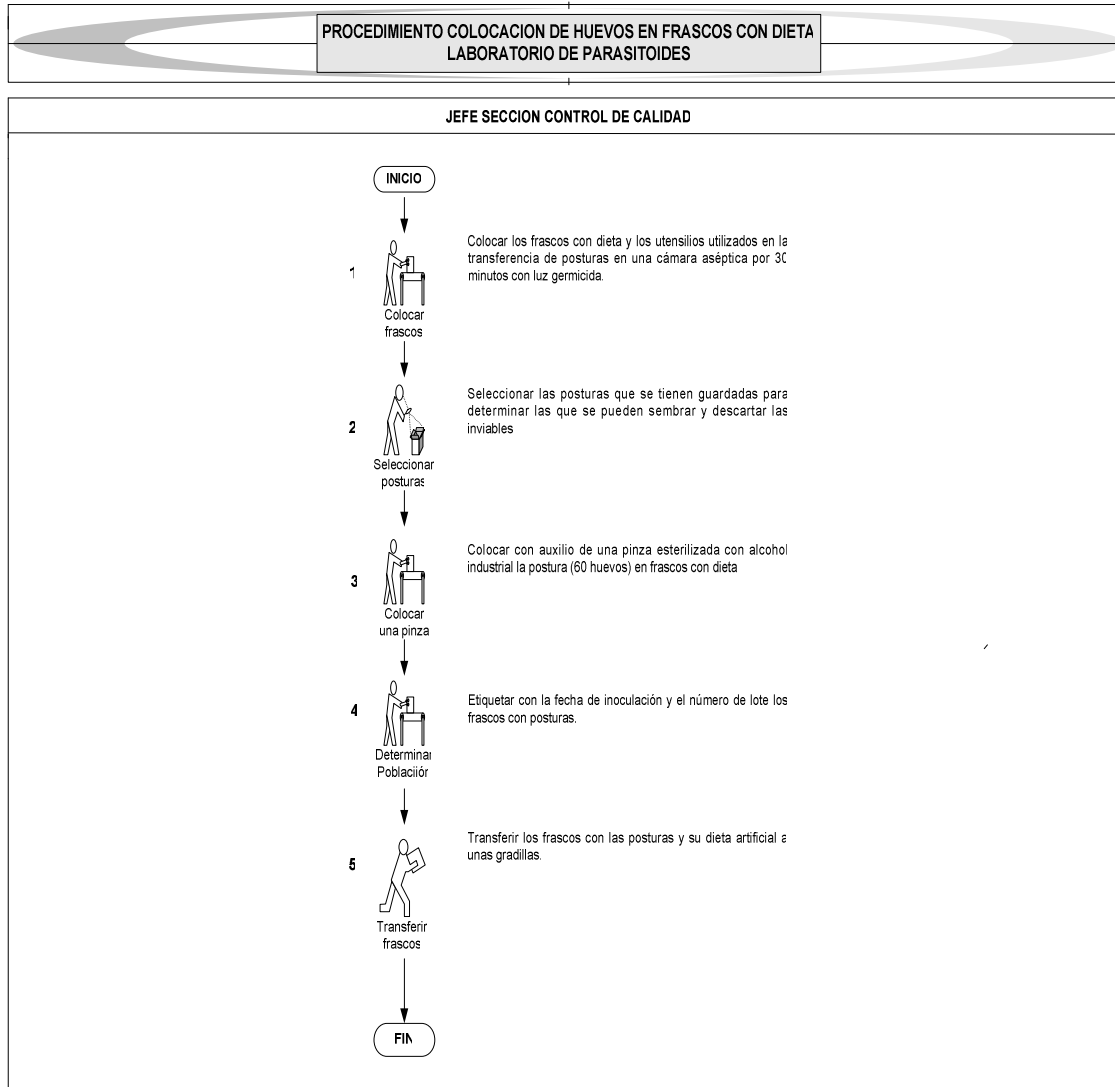 PROCEDIMIENTO COLOCACION DE HUEVOS EN FRASCOS CON DIETA
LABORATORIO DE PARASITOIDES
JEFE SECCION CONTROL DE CALIDAD
INICIO
1
Colocar
frascos
Colocar los frascos con dieta y los utensilios utilizados en la
transferencia de posturas en una cámara aséptica por 30
minutos con luz germicida.
2
Seleccionar
posturas
Seleccionar las posturas que se tienen guardadas para
determinar las que se pueden sembrar y descartar las
inviables
3
Colocar
una pinza
Colocar con auxilio de una pinza esterilizada con alcohol
industrial la postura (60 huevos) en frascos con dieta
4
Determinar
Poblaciión
Etiquetar con la fecha de inoculación y el número de lote los
frascos con posturas.
5
Transferir
frascos
Transferir los frascos con las posturas y su dieta artificial a
unas gradillas.
FIN